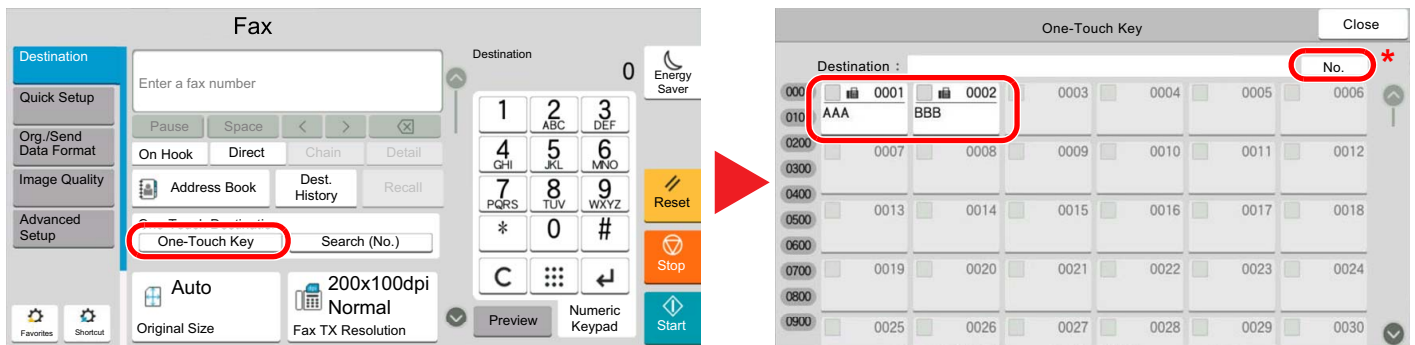 Fax
Destination
Quick Setup
Org./Send
Data Format
Image Quality
Advanced
Setup
Favorites
Shortcut
Enter a fax number
Pause
Space
<
>
On Hook
Direct
Chain
Detail
Address Book
Dest.
History
Recall
One-Touch Destination
One-Touch Key
Search (No.)
Auto
Original Size
200x100dpi
Normal
Fax TX Resolution
Destination
0
1
2
ABC
3
DEF
4
GHI
5
JKL
6
MNO
7
PQRS
8
TUV
9
WXYZ
*
0
#
C
Preview
Numeric
Keypad
Energy
Saver
Reset
Stop
Start
One-Touch Key
Close
Destination :
No.
*
0001
0002
0003
0004
0005
0006
AAA
BBB
0007
0008
0009
0010
0011
0012
0013
0014
0015
0016
0017
0018
0019
0020
0021
0022
0023
0024
0025
0026
0027
0028
0029
0030
0100
0200
0300
0400
0500
0600
0700
0800
0900